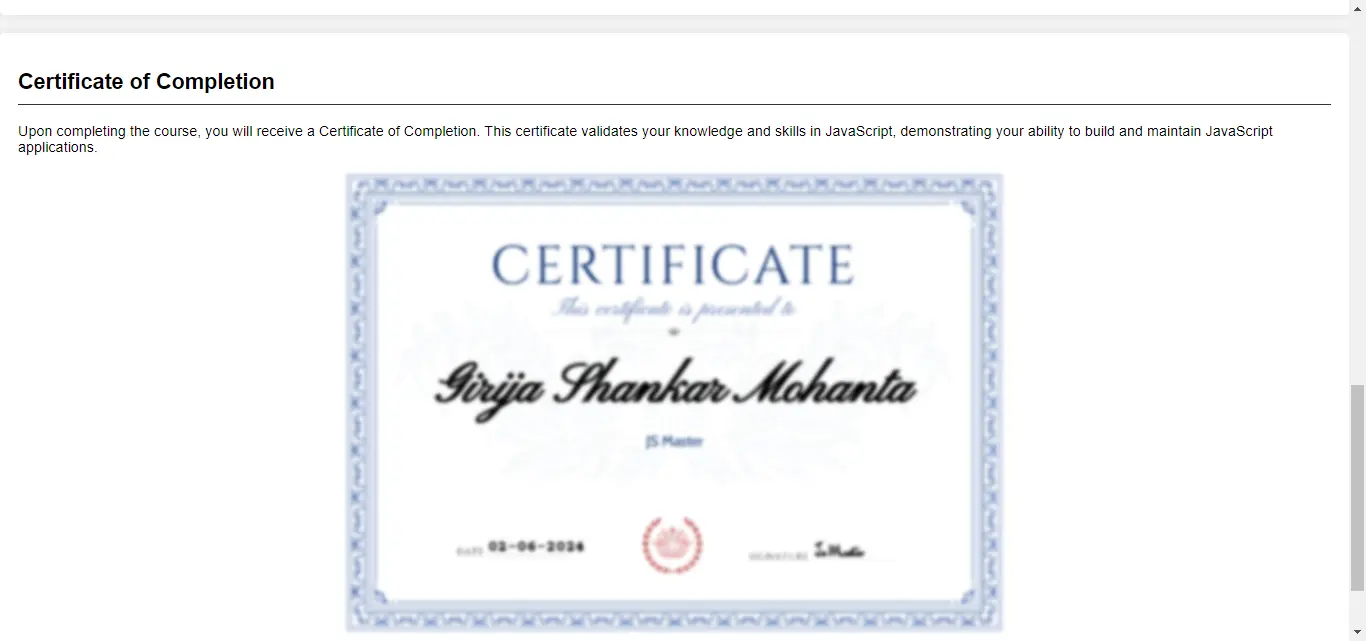 Certificate of Completion
Upon completing the course, you will receive a Certificate of Completion. This certificate validates your knowledge and skills in JavaScript, demonstrating your ability to build and maintain JavaScript
applications.
CERTIFICATE
This certificate is presented to
Girija Shankar Mohanta
JS Master
DATE 02-06-2024
SIGNATURE